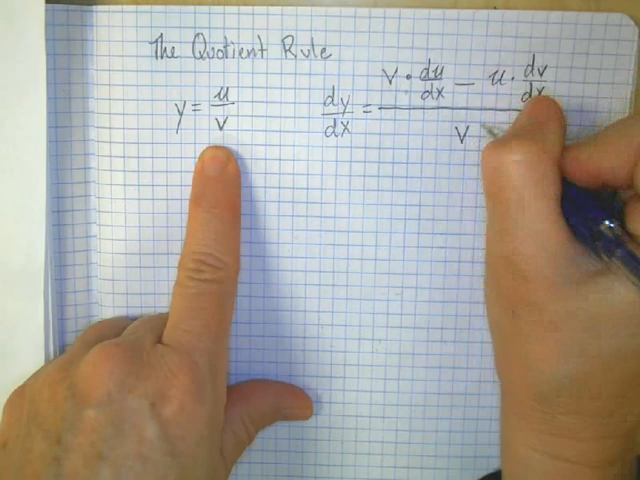 The Quotient Rule
y = u/v
dy/dx = (v · du/dx − u · dv/dx)/v